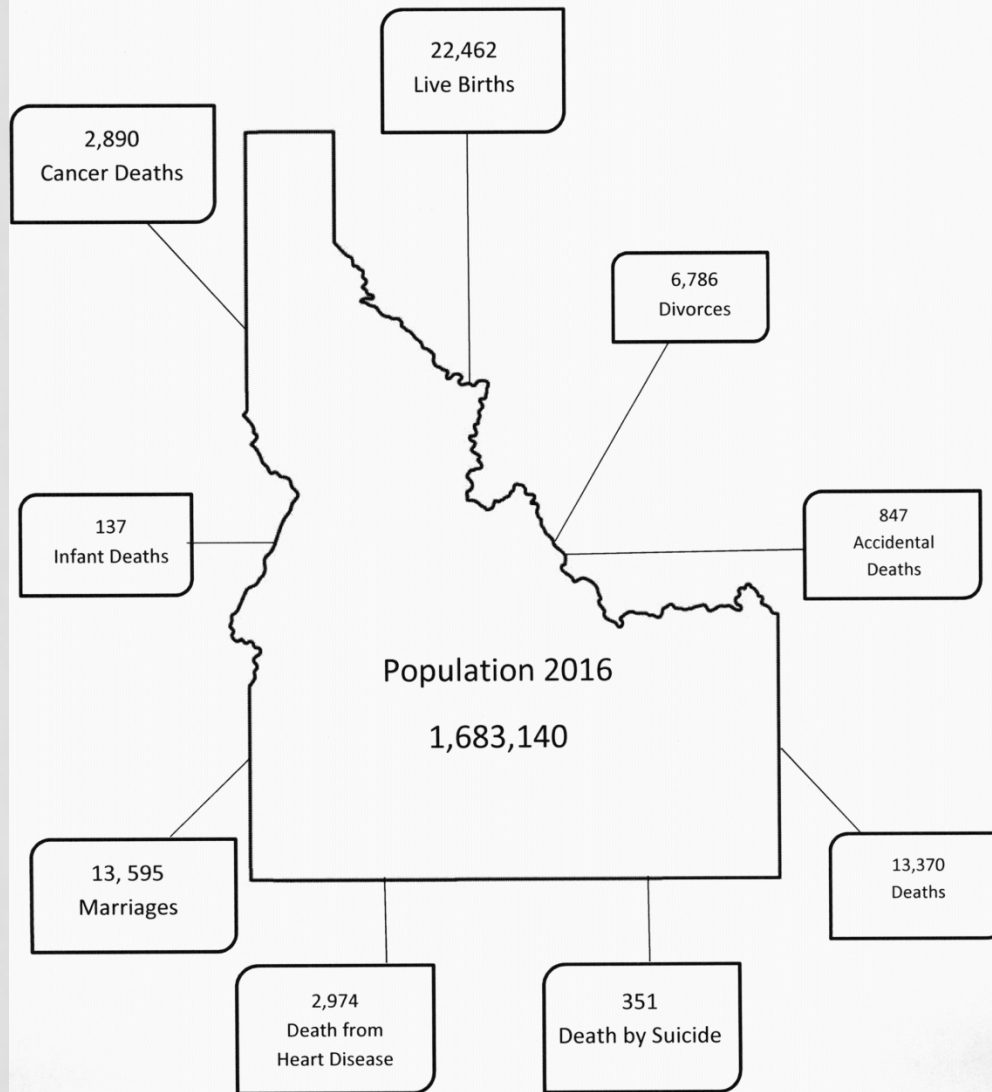 22,462
Live Births
2,890
Cancer Deaths
6,786
Divorces
137
Infant Deaths
847
Accidental
Deaths
Population 2016
1,683,140
13, 595
Marriages
13,370
Deaths
2,974
Death from
Heart Disease
351
Death by Suicide